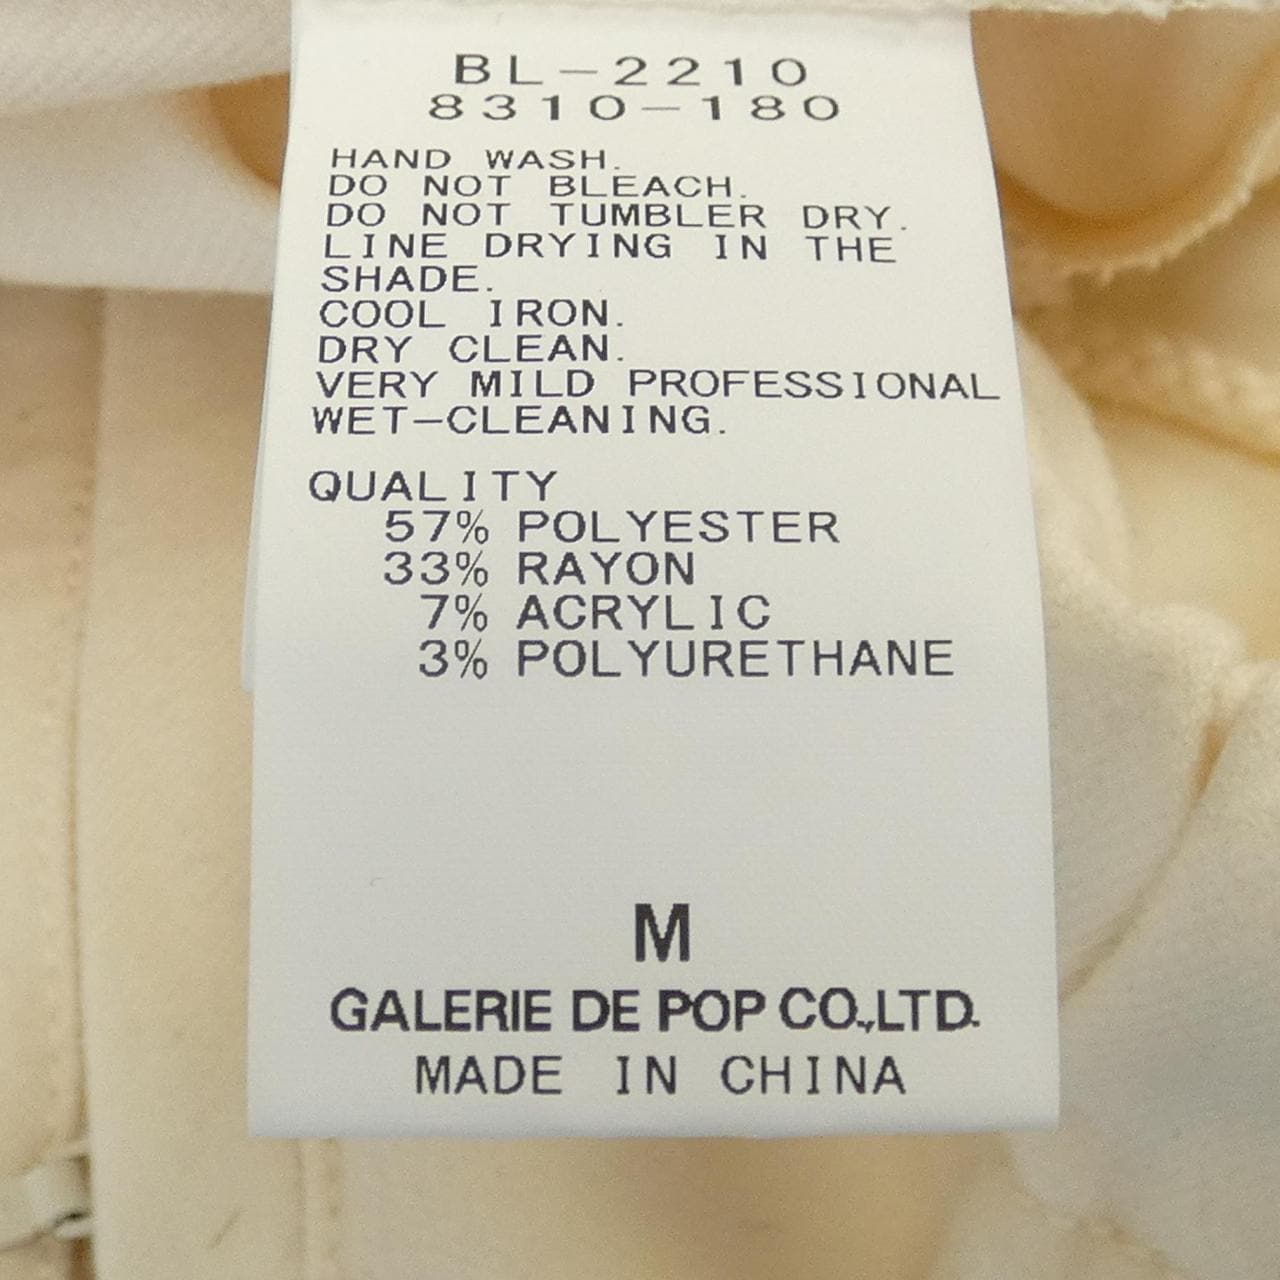 BL-2210
8310-180
HAND WASH.
DO NOT BLEACH.
DO NOT TUMBLER DRY.
LINE DRYING IN THE
SHADE.
COOL IRON.
DRY CLEAN.
VERY MILD PROFESSIONAL
WET-CLEANING.
QUALITY
57% POLYESTER
33% RAYON
7% ACRYLIC
3% POLYURETHANE
M
GALERIE DE POP CO.,LTD.
MADE IN CHINA